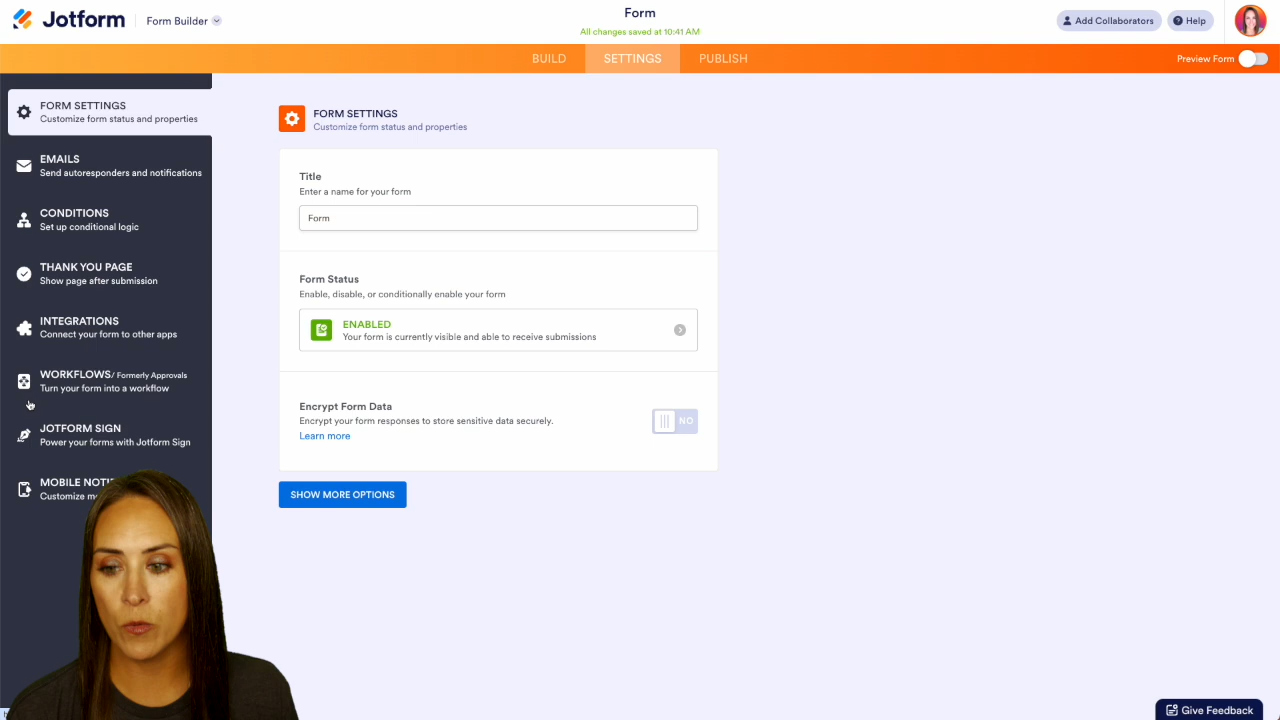 Jotform
Form Builder
Form
All changes saved at 10:41 AM
Add Collaborators
Help
BUILD
SETTINGS
PUBLISH
Preview Form
FORM SETTINGS
Customize form status and properties
EMAILS
Send autoresponders and notifications
CONDITIONS
Set up conditional logic
THANK YOU PAGE
Show page after submission
INTEGRATIONS
Connect your form to other apps
WORKFLOWS/ Formerly Approvals
Turn your form into a workflow
JOTFORM SIGN
Power your forms with Jotform Sign
MOBILE
Customize
FORM SETTINGS
Customize form status and properties
Title
Enter a name for your form
Form
Form Status
Enable, disable, or conditionally enable your form
ENABLED
Your form is currently visible and able to receive submissions
Encrypt Form Data
Encrypt your form responses to store sensitive data securely.
Learn more
NO
SHOW MORE OPTIONS
Give Feedback